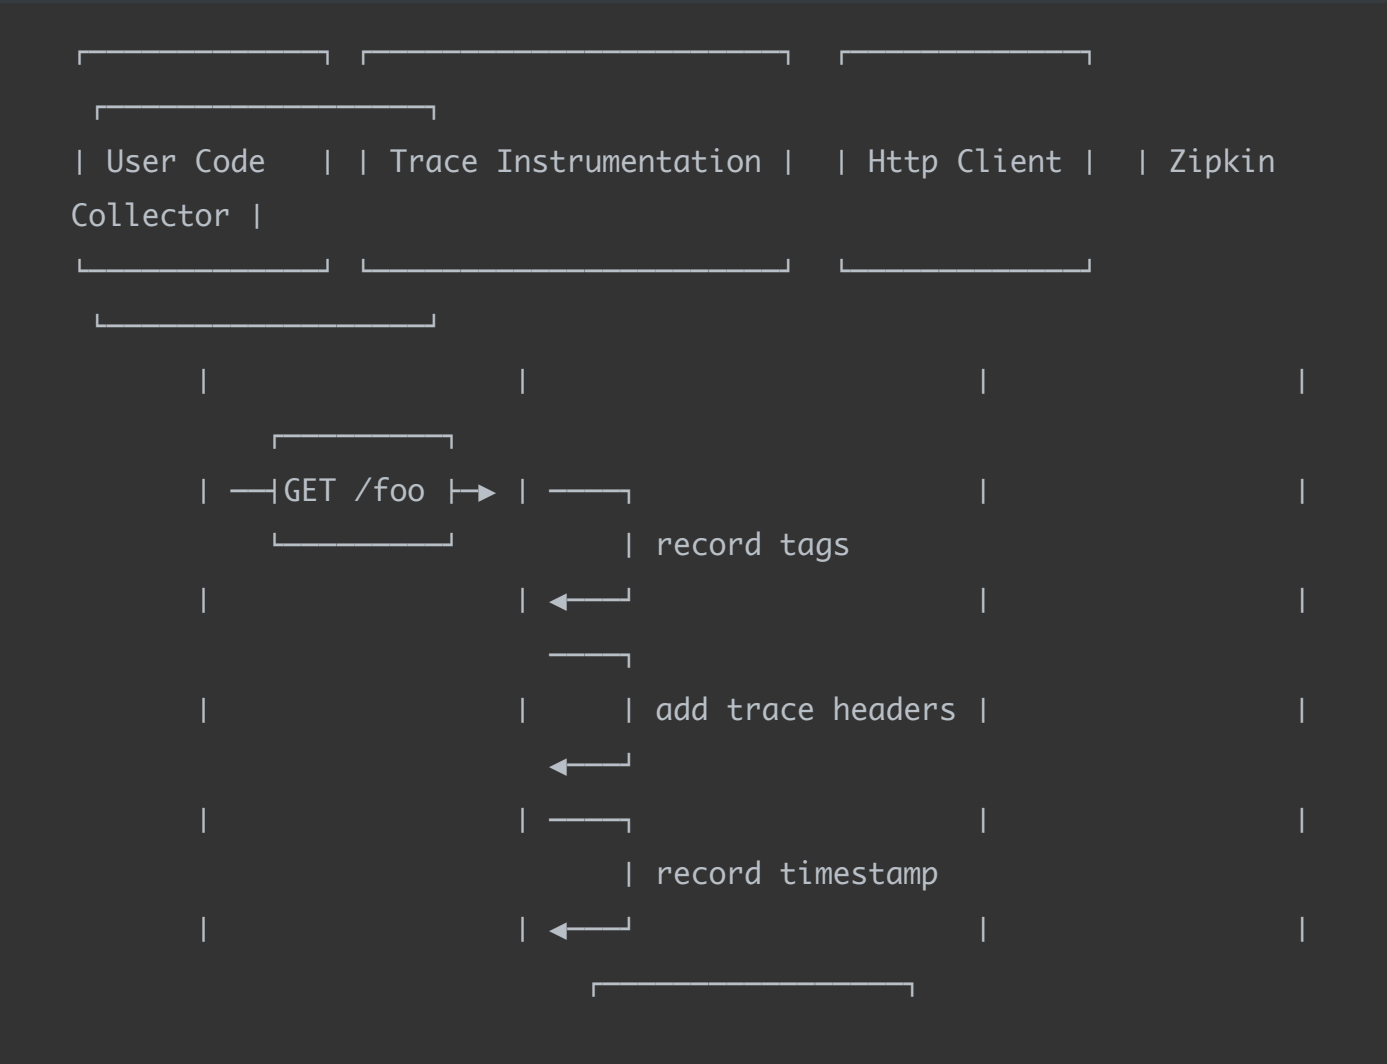 ┌─────────────┐ ┌───────────────────────┐  ┌─────────────┐
 ┌──────────────────┐
| User Code   | | Trace Instrumentation |  | Http Client |  | Zipkin
Collector |
└─────────────┘ └───────────────────────┘  └─────────────┘
 └──────────────────┘
       |                 |                         |                 |
           ┌─────────┐
       | ──┤GET /foo ├─▶ | ────┐                   |                 |
           └─────────┘         | record tags
       |                 | ◀───┘                   |                 |
                           ────┐
       |                 |     | add trace headers |                 |
                           ◀───┘
       |                 | ────┐                   |                 |
                               | record timestamp
       |                 | ◀───┘                   |                 |
                             ┌─────────────────┐